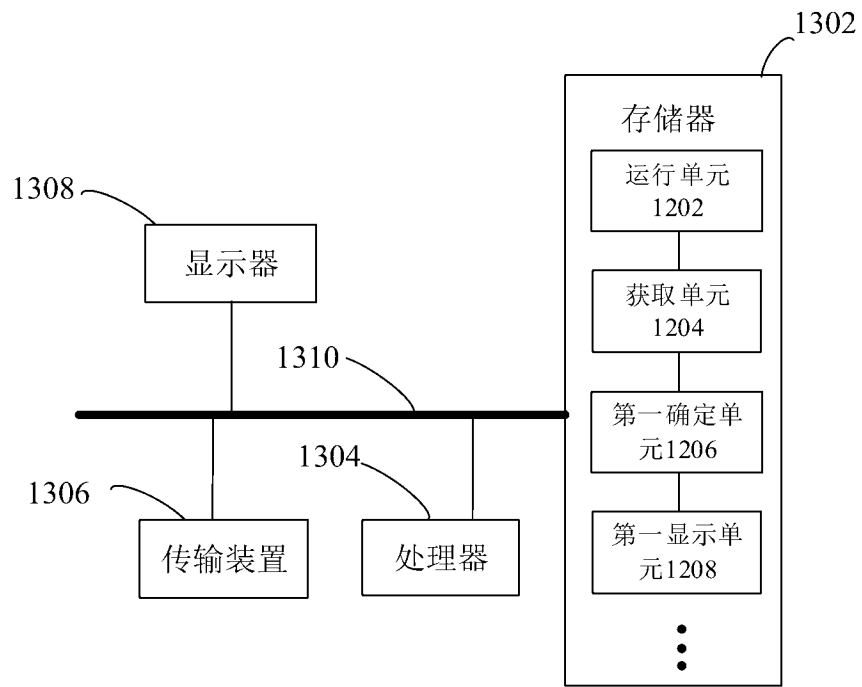 1302
存储器
运行单元
1202
1308
显示器
获取单元
1204
1310
第一确定单
元1206
1304
1306
传输装置
处理器
第一显示单
元1208